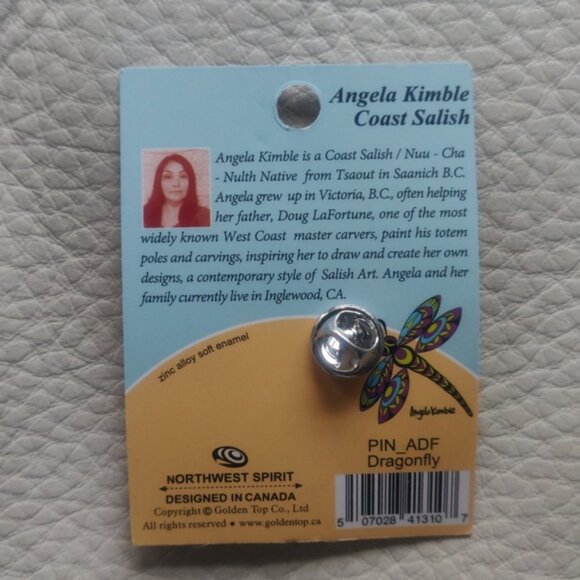 Angela Kimble
Coast Salish
Angela Kimble is a Coast Salish / Nuu - Cha
- Nulth Native from Tsaout in Saanich B.C.
Angela grew up in Victoria, B.C., often helping
her father, Doug LaFortune, one of the most
widely known West Coast master carvers, paint his totem
poles and carvings, inspiring her to draw and create her own
designs, a contemporary style of Salish Art. Angela and her
family currently live in Inglewood, CA.
zinc alloy soft enamel
Angela Kimble
PIN_ADF
Dragonfly
NORTHWEST SPIRIT
DESIGNED IN CANADA
Copyright © Golden Top Co., Ltd
All rights reserved • www.goldentop.ca
5 07028 41310 7